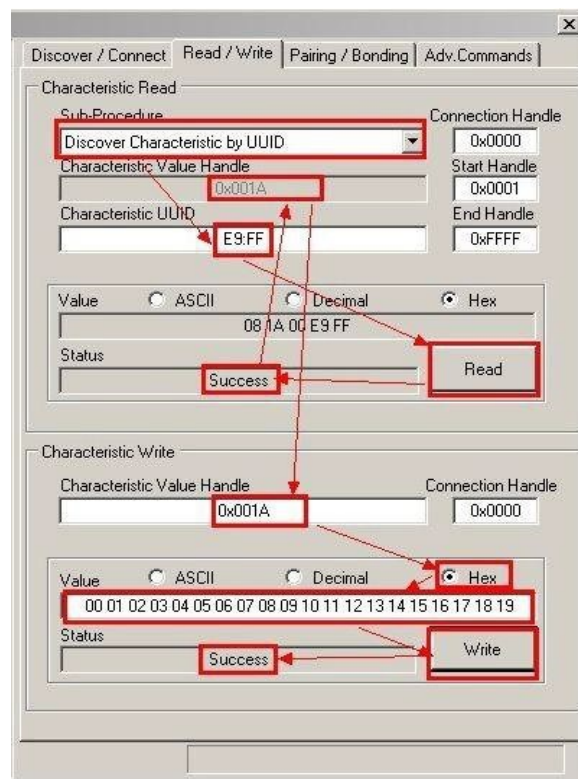 Discover / Connect Read / Write Pairing / Bonding Adv.Commands
Characteristic Read
Sub-Procedure Connection Handle
Discover Characteristic by UUID 0x0000
Characteristic Value Handle Start Handle
0x001A 0x0001
Characteristic UUID End Handle
E9:FF 0xFFFF
Value ASCII Decimal Hex
08 1A 00 E9 FF
Status
Success Read
Characteristic Write
Characteristic Value Handle Connection Handle
0x001A 0x0000
Value ASCII Decimal Hex
00 01 02 03 04 05 06 07 08 09 10 11 12 13 14 15 16 17 18 19
Status
Success Write